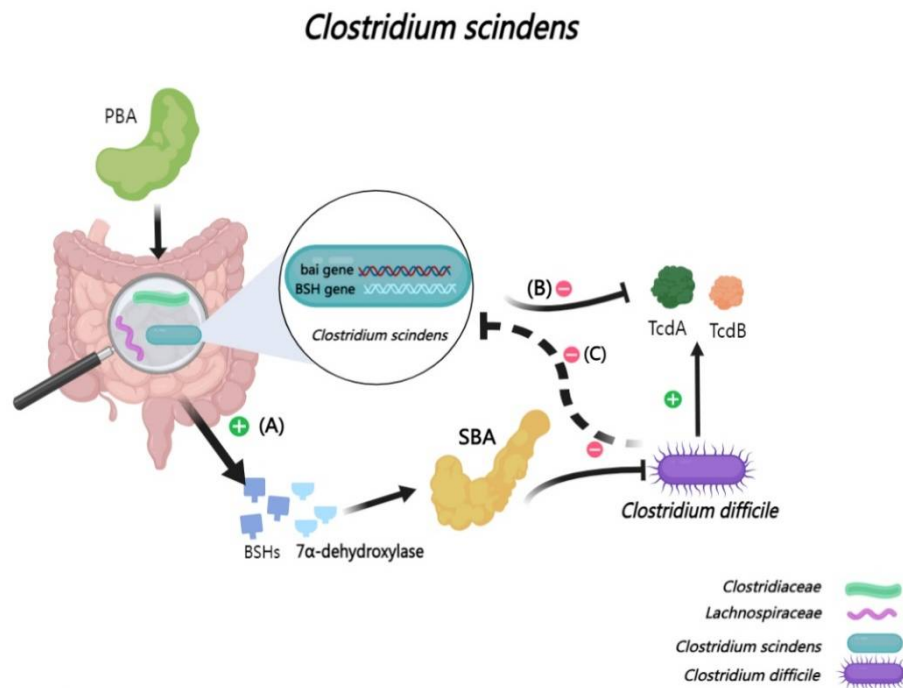 Clostridium scindens
PBA
bai gene
BSH gene
Clostridium scindens
(B)
TcdA
TcdB
(C)
(A)
SBA
Clostridium difficile
BSHs
7α-dehydroxylase
Clostridiaceae
Lachnospiraceae
Clostridium scindens
Clostridium difficile